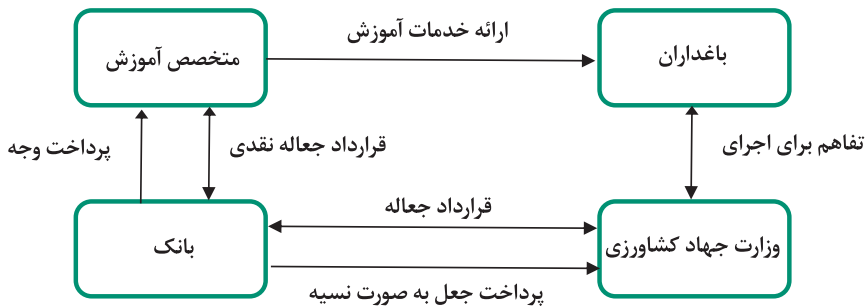 ارائه خدمات آموزش
متخصص آموزش
باغداران
پرداخت وجه
قرارداد جعاله نقدی
تفاهم برای اجرای
قرارداد جعاله
بانک
وزارت جهاد کشاورزی
پرداخت جعل به صورت نسیه